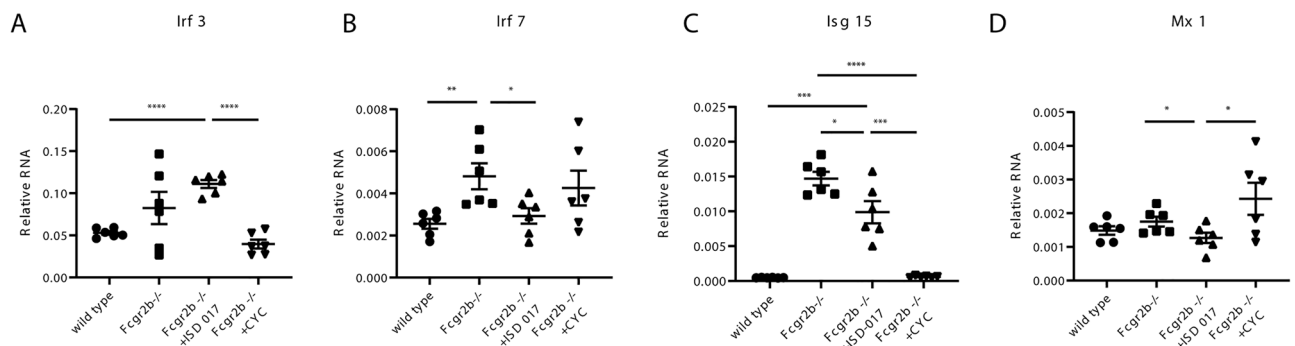 A
Irf 3
Relative RNA
0.20
0.15
0.10
0.05
0.00
****
****
wild type
Fcgr2b-/-
Fcgr2b -/-
+ISD 017
Fcgr2b -/-
+CYC
B
Irf 7
Relative RNA
0.008
0.006
0.004
0.002
0.000
**
*
wild type
Fcgr2b-/-
Fcgr2b -/-
+ISD 017
Fcgr2b -/-
+CYC
C
Isg 15
Relative RNA
0.025
0.020
0.015
0.010
0.005
0.000
****
***
*
***
wild type
Fcgr2b-/-
Fcgr2b -/-
+ISD-017
Fcgr2b -/-
+CYC
D
Mx 1
Relative RNA
0.005
0.004
0.003
0.002
0.001
0.000
*
*
wild type
Fcgr2b-/-
Fcgr2b -/-
+ISD 017
Fcgr2b -/-
+CYC